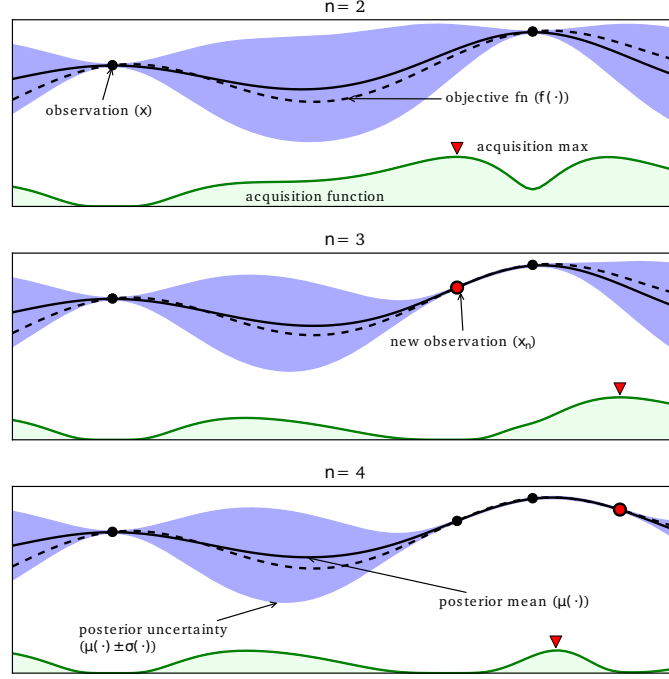 n = 2
observation (x)
objective fn (f(·))
acquisition max
acquisition function
n = 3
new observation (xₙ)
n = 4
posterior mean (μ(·))
posterior uncertainty
(μ(·) ± σ(·))